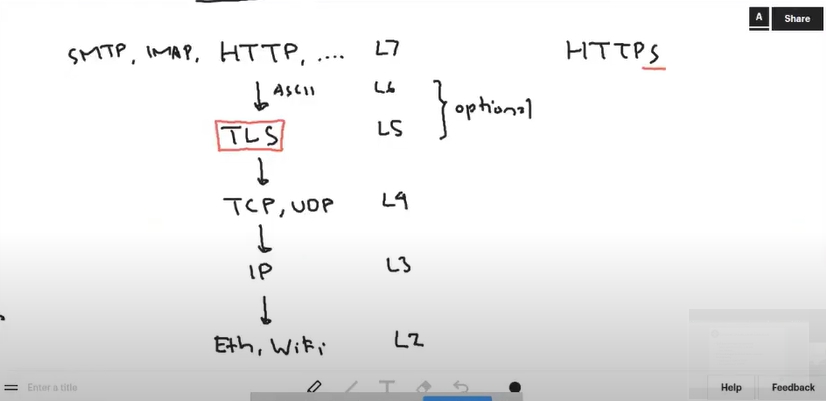 A Share
SMTP, IMAP, HTTP, .... L7 HTTPS
ASCII L6
optional
TLS L5
TCP, UDP L4
IP L3
Eth, WiFi L2
Enter a title T Help Feedback